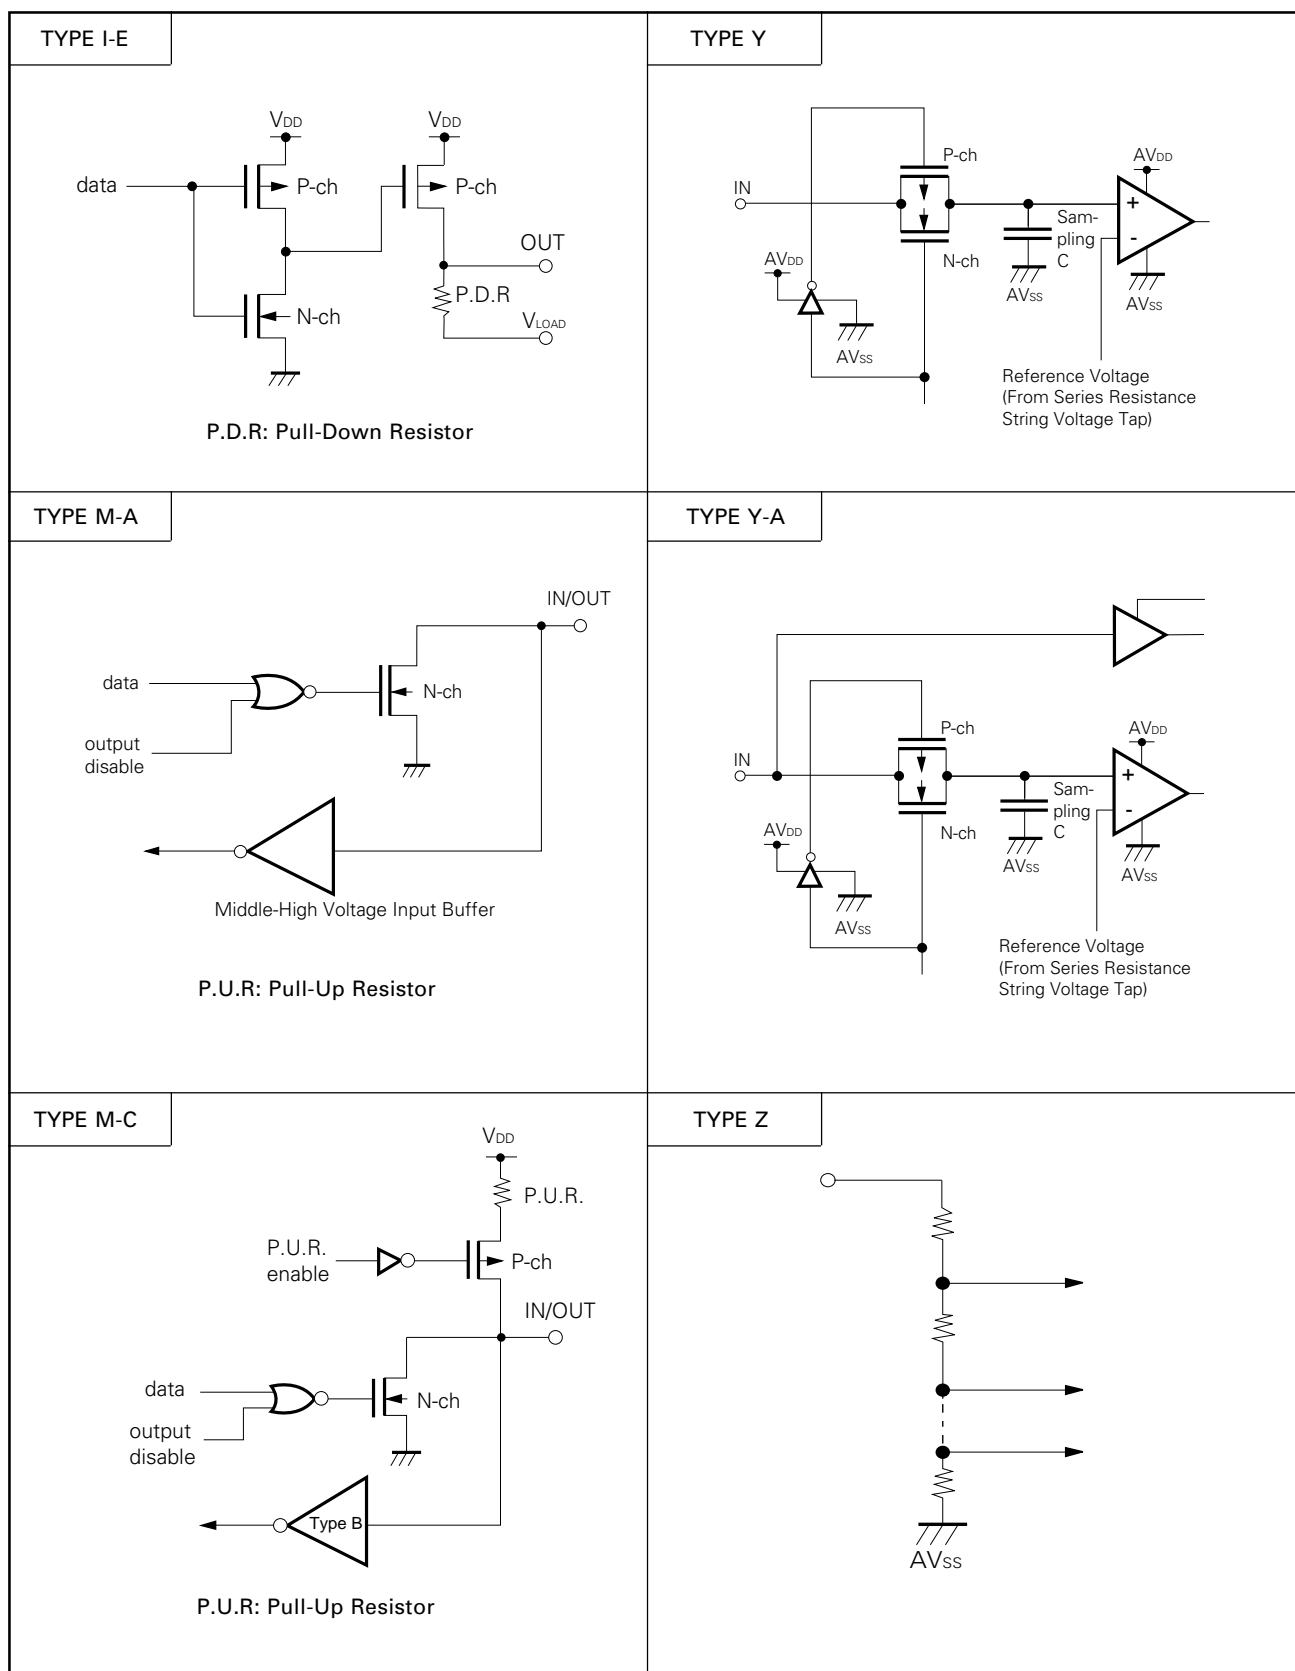 TYPE I-E
VDD
VDD
data
P-ch
P-ch
OUT
P.D.R
N-ch
VLOAD
P.D.R: Pull-Down Resistor
TYPE Y
P-ch
AVDD
IN
+
Sam-
pling
C
-
N-ch
AVDD
AVSS
AVSS
AVSS
Reference Voltage
(From Series Resistance
String Voltage Tap)
TYPE M-A
IN/OUT
data
N-ch
output
disable
Middle-High Voltage Input Buffer
P.U.R: Pull-Up Resistor
TYPE Y-A
P-ch
AVDD
IN
+
Sam-
pling
C
-
N-ch
AVDD
AVSS
AVSS
AVSS
Reference Voltage
(From Series Resistance
String Voltage Tap)
TYPE M-C
VDD
P.U.R.
P.U.R.
enable
P-ch
IN/OUT
data
N-ch
output
disable
Type B
P.U.R: Pull-Up Resistor
TYPE Z
AVSS